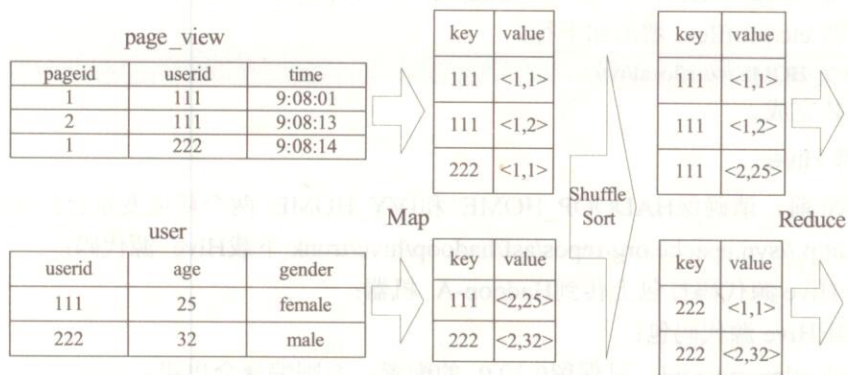 page_view
pageid userid time
1 111 9:08:01
2 111 9:08:13
1 222 9:08:14
key value
111 <1,1>
111 <1,2>
222 <1,1>
key value
111 <1,1>
111 <1,2>
111 <2,25>
Map
Shuffle
Sort
Reduce
user
userid age gender
111 25 female
222 32 male
key value
111 <2,25>
222 <2,32>
key value
222 <1,1>
222 <2,32>